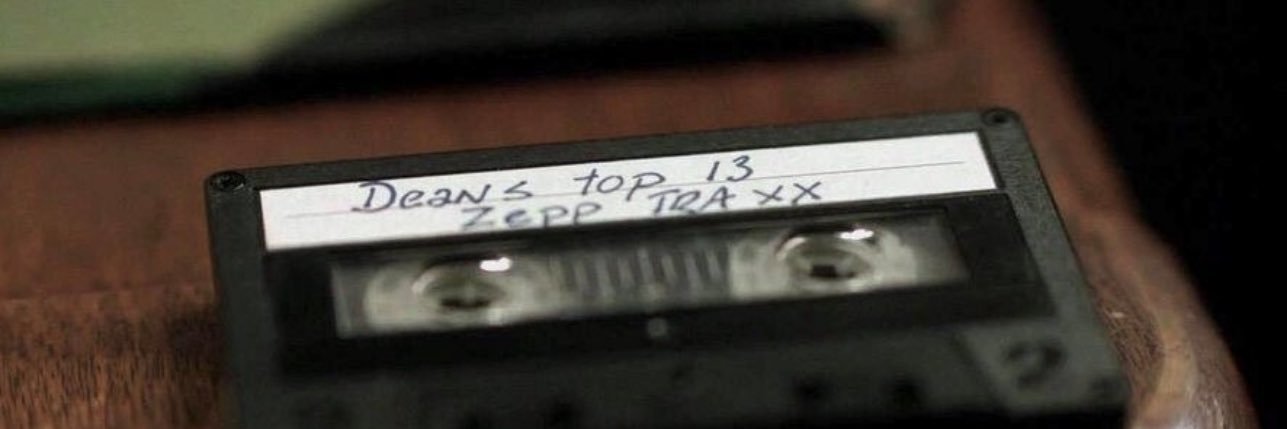 Deans top 13
Zepp TRAXX
2